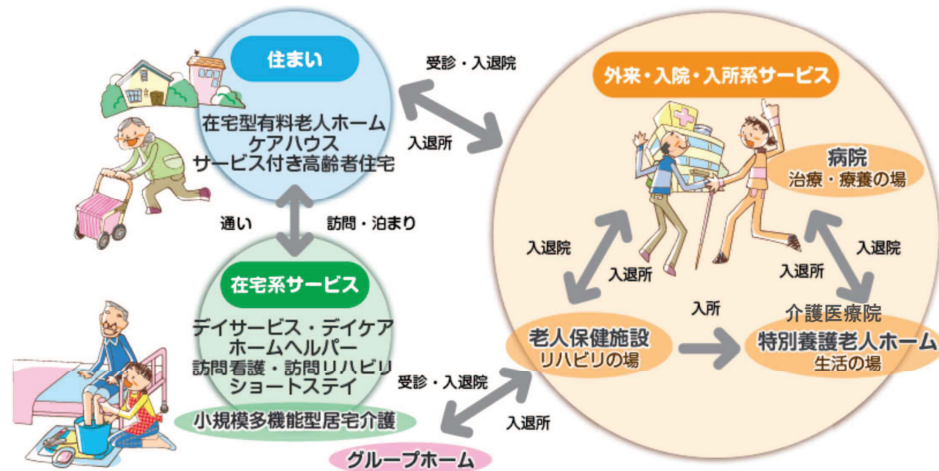 住まい
在宅型有料老人ホーム
ケアハウス
サービス付き高齢者住宅
受診・入退院
入退所
通い
訪問・泊まり
在宅系サービス
デイサービス・デイケア
ホームヘルパー
訪問看護・訪問リハビリ
ショートステイ
小規模多機能型居宅介護
受診・入退院
入退所
グループホーム
外来・入院・入所系サービス
病院
治療・療養の場
入退院
入退所
入退院
入退所
老人保健施設
リハビリの場
入所
介護医療院
特別養護老人ホーム
生活の場